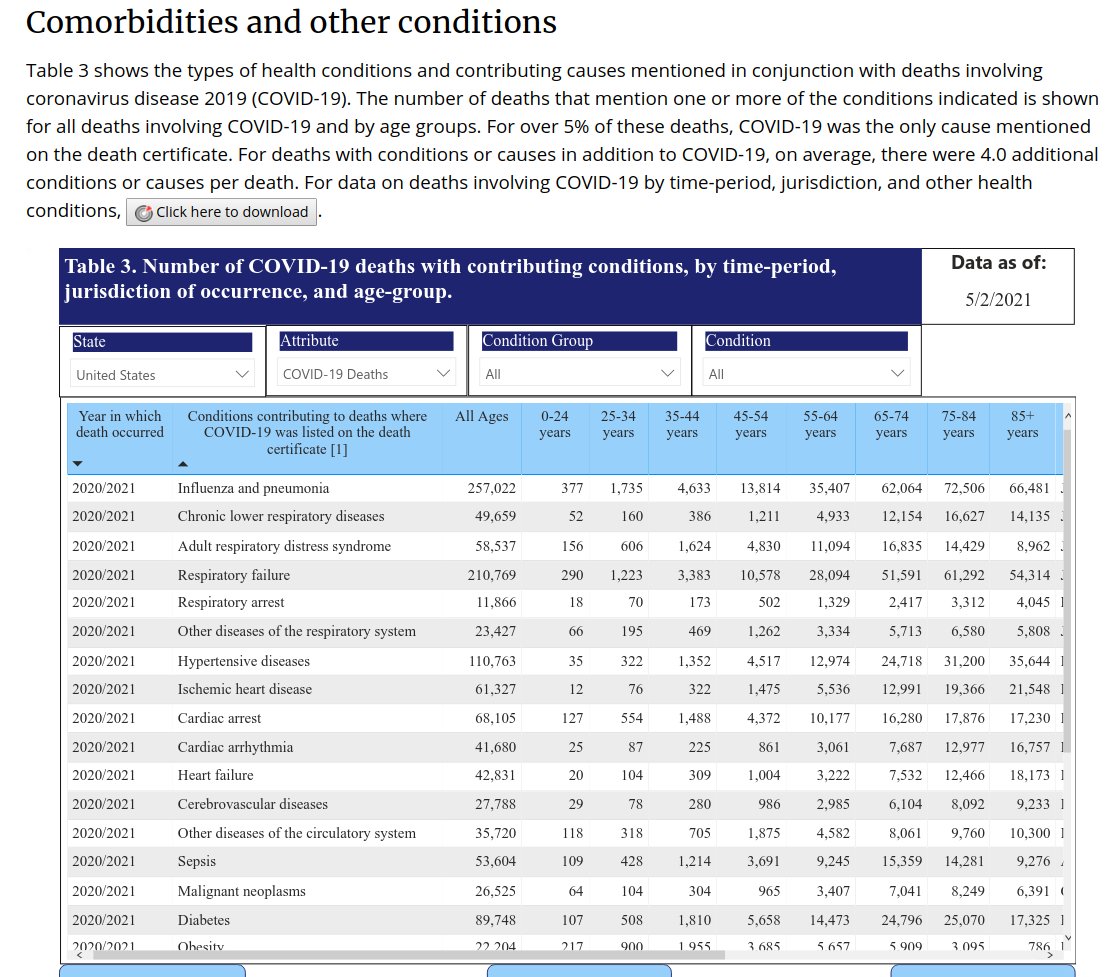 Comorbidities and other conditions
Table 3 shows the types of health conditions and contributing causes mentioned in conjunction with deaths involving
coronavirus disease 2019 (COVID-19). The number of deaths that mention one or more of the conditions indicated is shown
for all deaths involving COVID-19 and by age groups. For over 5% of these deaths, COVID-19 was the only cause mentioned
on the death certificate. For deaths with conditions or causes in addition to COVID-19, on average, there were 4.0 additional
conditions or causes per death. For data on deaths involving COVID-19 by time-period, jurisdiction, and other health
conditions, Click here to download .
Table 3. Number of COVID-19 deaths with contributing conditions, by time-period,
jurisdiction of occurrence, and age-group.
Data as of:
5/2/2021
State Attribute Condition Group Condition
United States COVID-19 Deaths All All
Year in which Conditions contributing to deaths where All Ages 0-24 25-34 35-44 45-54 55-64 65-74 75-84 85+
death occurred COVID-19 was listed on the death years years years years years years years years
certificate [1]
2020/2021 Influenza and pneumonia 257,022 377 1,735 4,633 13,814 35,407 62,064 72,506 66,481
2020/2021 Chronic lower respiratory diseases 49,659 52 160 386 1,211 4,933 12,154 16,627 14,135
2020/2021 Adult respiratory distress syndrome 58,537 156 606 1,624 4,830 11,094 16,835 14,429 8,962
2020/2021 Respiratory failure 210,769 290 1,223 3,383 10,578 28,094 51,591 61,292 54,314
2020/2021 Respiratory arrest 11,866 18 70 173 502 1,329 2,417 3,312 4,045
2020/2021 Other diseases of the respiratory system 23,427 66 195 469 1,262 3,334 5,713 6,580 5,808
2020/2021 Hypertensive diseases 110,763 35 322 1,352 4,517 12,974 24,718 31,200 35,644
2020/2021 Ischemic heart disease 61,327 12 76 322 1,475 5,536 12,991 19,366 21,548
2020/2021 Cardiac arrest 68,105 127 554 1,488 4,372 10,177 16,280 17,876 17,230
2020/2021 Cardiac arrhythmia 41,680 25 87 225 861 3,061 7,687 12,977 16,757
2020/2021 Heart failure 42,831 20 104 309 1,004 3,222 7,532 12,466 18,173
2020/2021 Cerebrovascular diseases 27,788 29 78 280 986 2,985 6,104 8,092 9,233
2020/2021 Other diseases of the circulatory system 35,720 118 318 705 1,875 4,582 8,061 9,760 10,300
2020/2021 Sepsis 53,604 109 428 1,214 3,691 9,245 15,359 14,281 9,276
2020/2021 Malignant neoplasms 26,525 64 104 304 965 3,407 7,041 8,249 6,391
2020/2021 Diabetes 89,748 107 508 1,810 5,658 14,473 24,796 25,070 17,325
2020/2021 Obesity 22,204 217 900 1,955 3,685 5,657 5,909 3,095 786